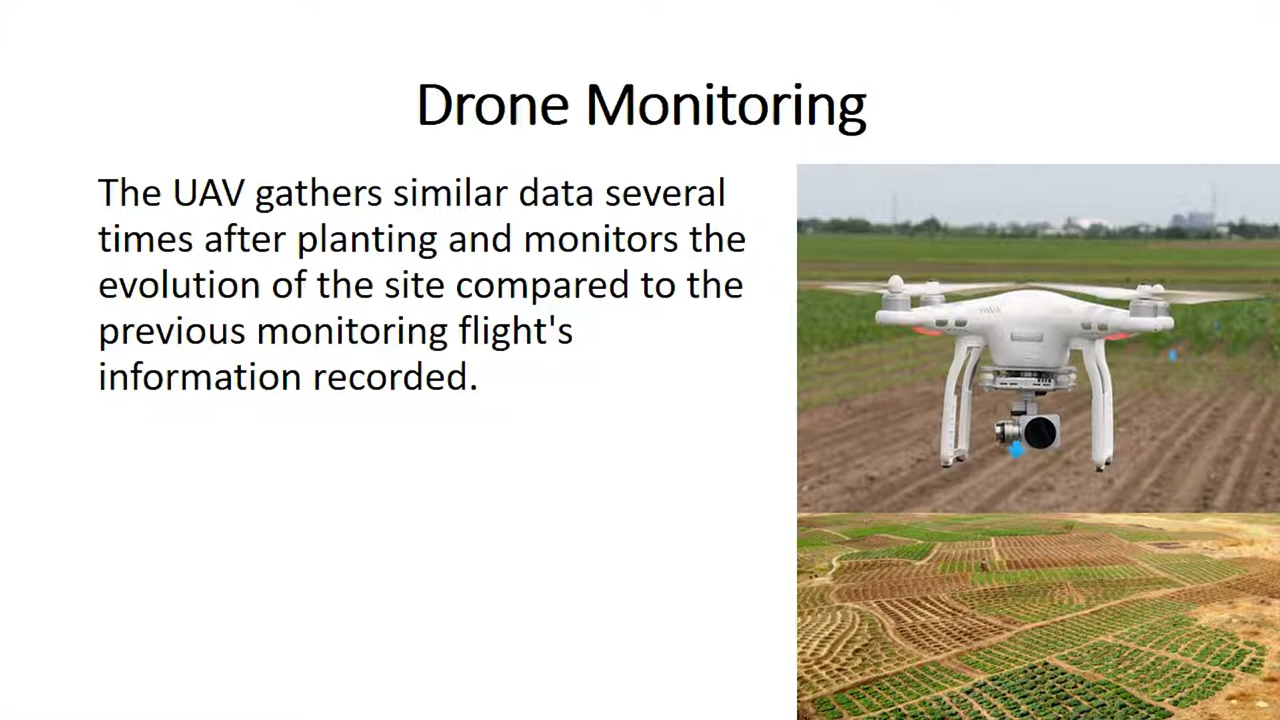 Drone Monitoring
The UAV gathers similar data several
times after planting and monitors the
evolution of the site compared to the
previous monitoring flight's
information recorded.